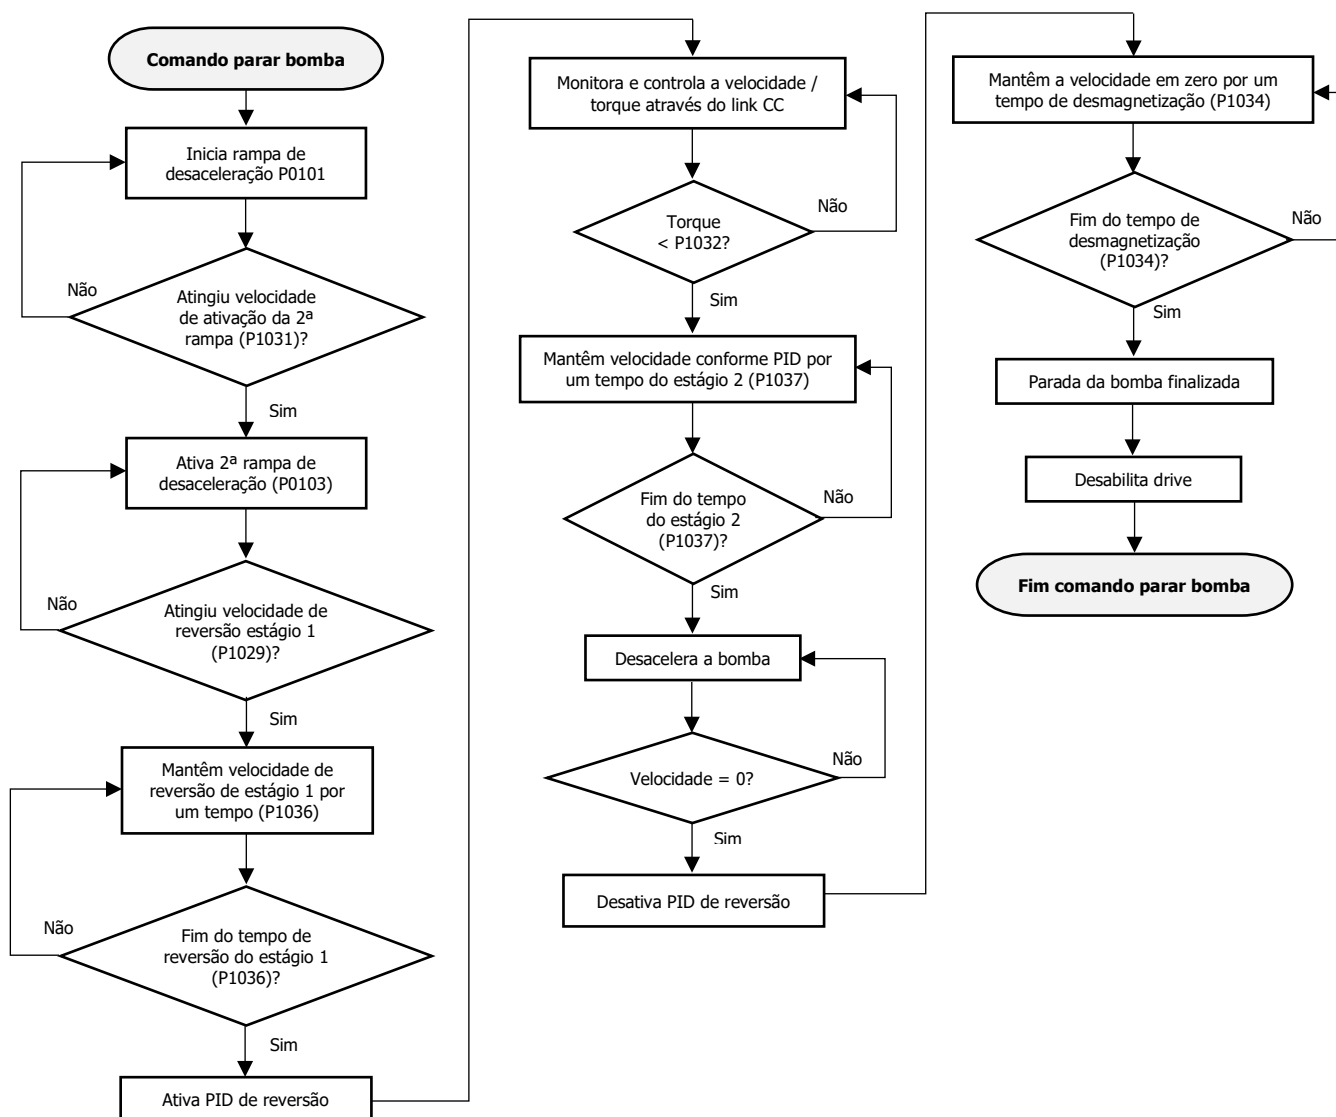 Comando parar bomba
Inicia rampa de
desaceleração P0101
Não
Atingiu velocidade
de ativação da 2ª
rampa (P1031)?
Sim
Ativa 2ª rampa de
desaceleração (P0103)
Não
Atingiu velocidade de
reversão estágio 1
(P1029)?
Sim
Mantêm velocidade de
reversão de estágio 1 por
um tempo (P1036)
Não
Fim do tempo de
reversão do estágio 1
(P1036)?
Sim
Ativa PID de reversão
Monitora e controla a velocidade /
torque através do link CC
Não
Torque
< P1032?
Sim
Mantêm velocidade conforme PID por
um tempo do estágio 2 (P1037)
Não
Fim do tempo
do estágio 2
(P1037)?
Sim
Desacelera a bomba
Não
Velocidade = 0?
Sim
Desativa PID de reversão
Mantêm a velocidade em zero por um
tempo de desmagnetização (P1034)
Não
Fim do tempo de
desmagnetização
(P1034)?
Sim
Parada da bomba finalizada
Desabilita drive
Fim comando parar bomba